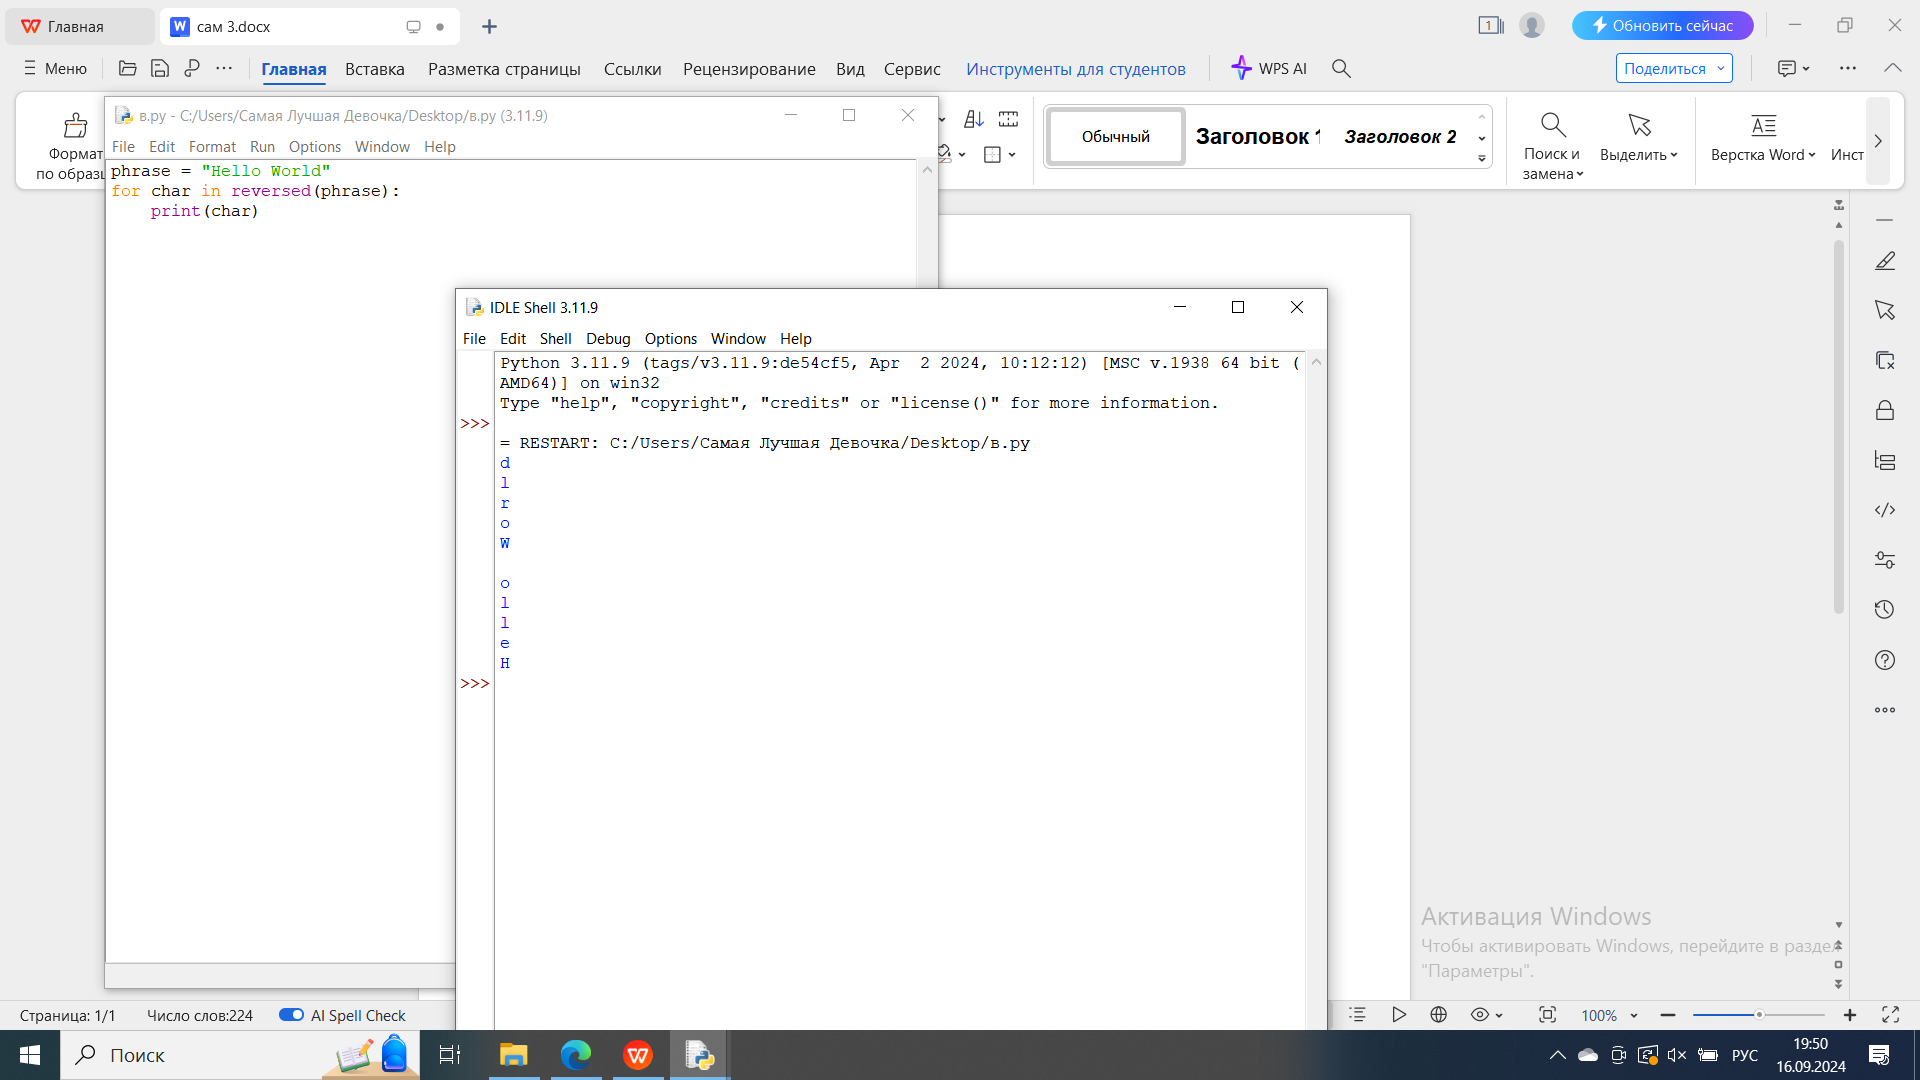 Главная
сам 3.docx
1
Обновить сейчас
Меню
Главная
Вставка
Разметка страницы
Ссылки
Рецензирование
Вид
Сервис
Инструменты для студентов
WPS AI
Поделиться
Формат
по образц
Обычный
Заголовок 1
Заголовок 2
Поиск и
замена
Выделить
Верстка Word
Инст
в.py - C:/Users/Самая Лучшая Девочка/Desktop/в.py (3.11.9)
File Edit Format Run Options Window Help
phrase = "Hello World"
for char in reversed(phrase):
    print(char)
IDLE Shell 3.11.9
File Edit Shell Debug Options Window Help
Python 3.11.9 (tags/v3.11.9:de54cf5, Apr  2 2024, 10:12:12) [MSC v.1938 64 bit (
AMD64)] on win32
Type "help", "copyright", "credits" or "license()" for more information.
>>>
= RESTART: C:/Users/Самая Лучшая Девочка/Desktop/в.py
d
l
r
o
W
o
l
l
e
H
>>>
Активация Windows
Чтобы активировать Windows, перейдите в раздел
"Параметры".
Страница: 1/1
Число слов:224
AI Spell Check
100%
Поиск
РУС
19:50
16.09.2024